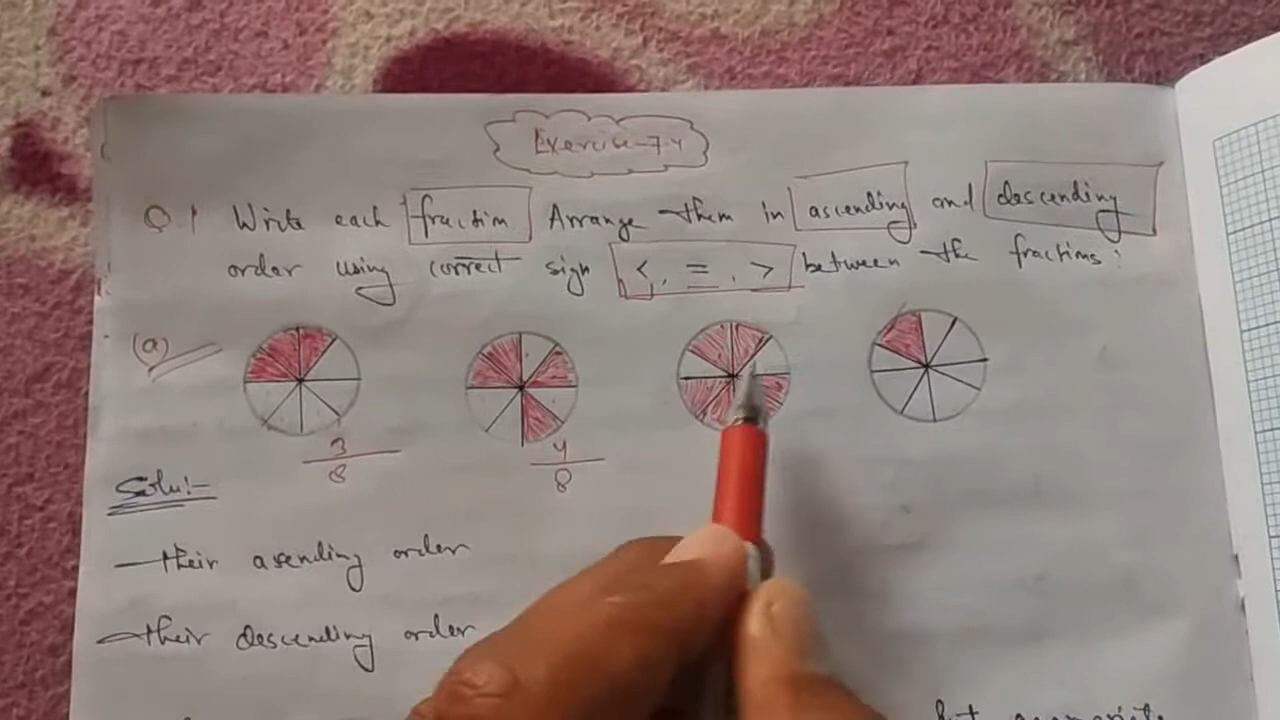 Exercise-7.4
Q.1 Write each fraction Arrange them in ascending and descending
order using correct sign <, =, > between the fractions:
(a)
3/8 4/8
Solu:-
their asending order
their descending order